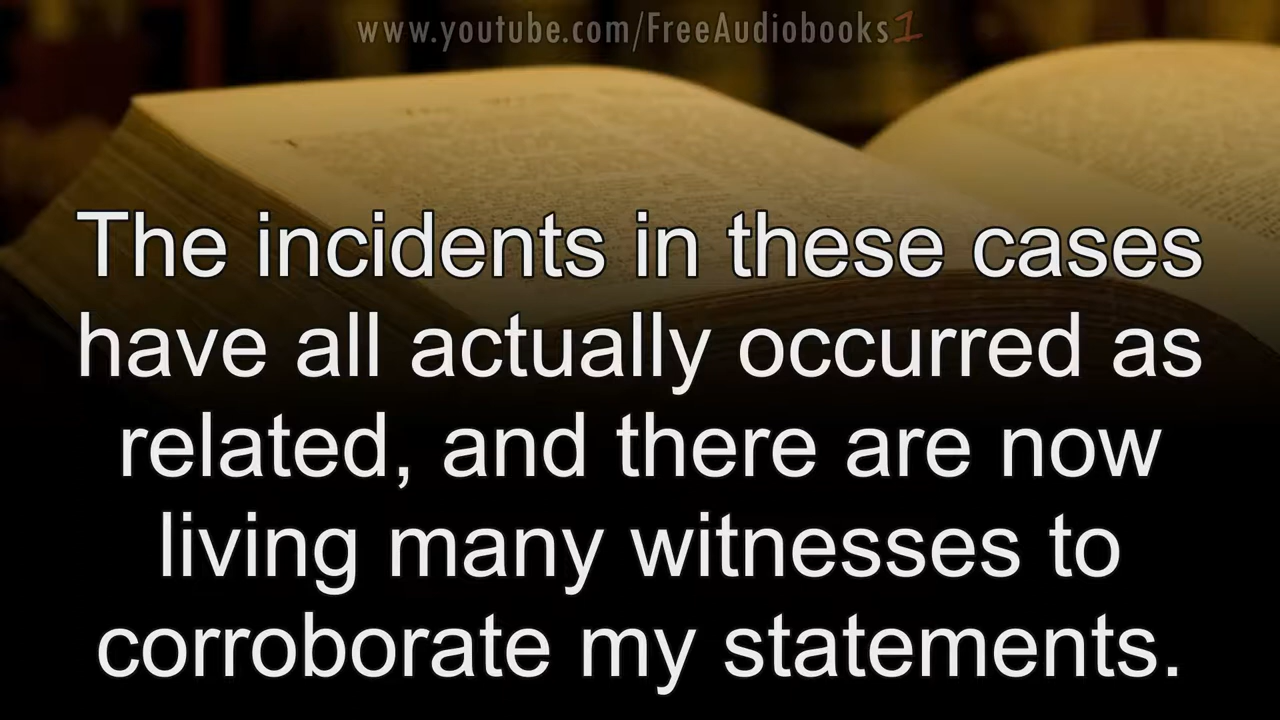 www.youtube.com/FreeAudiobooks1
The incidents in these cases
have all actually occurred as
related, and there are now
living many witnesses to
corroborate my statements.